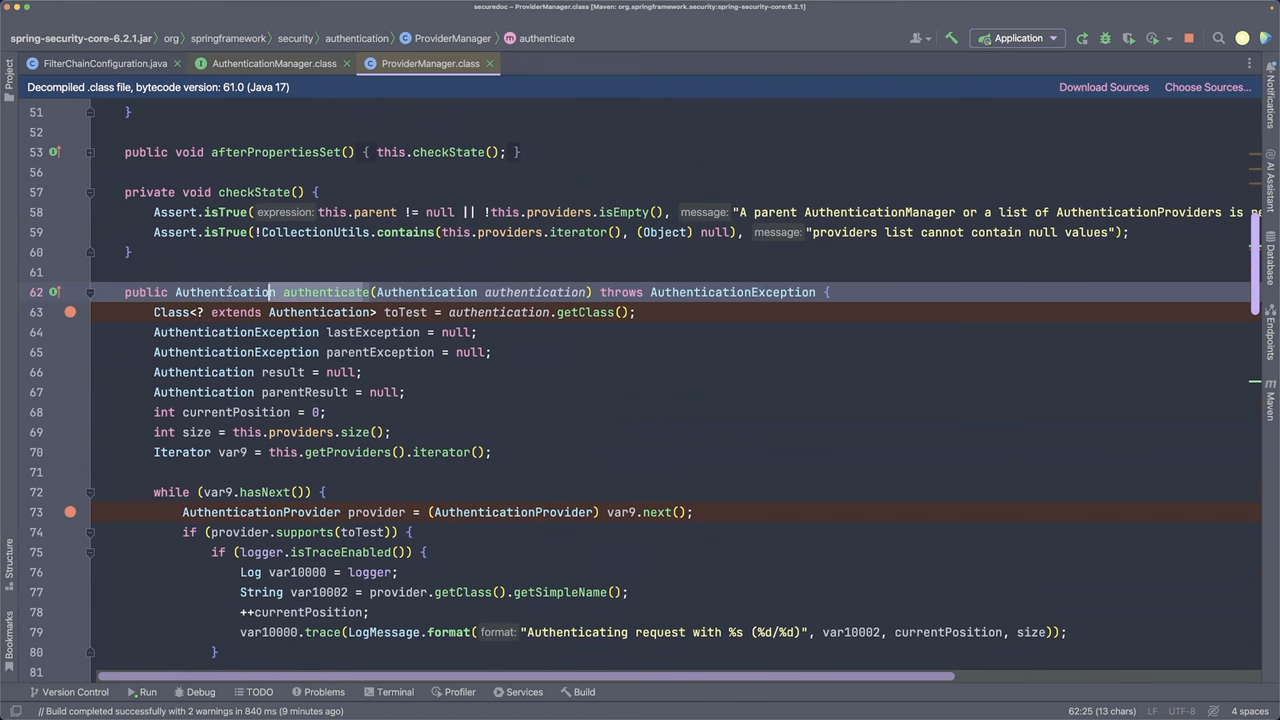 securedoc – ProviderManager.class [Maven: org.springframework.security:spring-security-core:6.2.1]
spring-security-core-6.2.1.jar org springframework security authentication ProviderManager authenticate Application
FilterChainConfiguration.java AuthenticationManager.class ProviderManager.class
Decompiled .class file, bytecode version: 61.0 (Java 17) Download Sources Choose Sources...
51 }
52
53 public void afterPropertiesSet() { this.checkState(); }
56
57 private void checkState() {
58 Assert.isTrue( expression: this.parent != null || !this.providers.isEmpty(), message: "A parent AuthenticationManager or a list of AuthenticationProviders is
59 Assert.isTrue(!CollectionUtils.contains(this.providers.iterator(), (Object) null), message: "providers list cannot contain null values");
60 }
61
62 public Authentication authenticate(Authentication authentication) throws AuthenticationException {
63 Class<? extends Authentication> toTest = authentication.getClass();
64 AuthenticationException lastException = null;
65 AuthenticationException parentException = null;
66 Authentication result = null;
67 Authentication parentResult = null;
68 int currentPosition = 0;
69 int size = this.providers.size();
70 Iterator var9 = this.getProviders().iterator();
71
72 while (var9.hasNext()) {
73 AuthenticationProvider provider = (AuthenticationProvider) var9.next();
74 if (provider.supports(toTest)) {
75 if (logger.isTraceEnabled()) {
76 Log var10000 = logger;
77 String var10002 = provider.getClass().getSimpleName();
78 ++currentPosition;
79 var10000.trace(LogMessage.format( format: "Authenticating request with %s (%d/%d)", var10002, currentPosition, size));
80 }
81
Project
Structure
Bookmarks
Notifications
AI Assistant
Database
Endpoints
Maven
Version Control Run Debug TODO Problems Terminal Profiler Services Build
// Build completed successfully with 2 warnings in 840 ms (9 minutes ago) 62:25 (13 chars) LF UTF-8 4 spaces